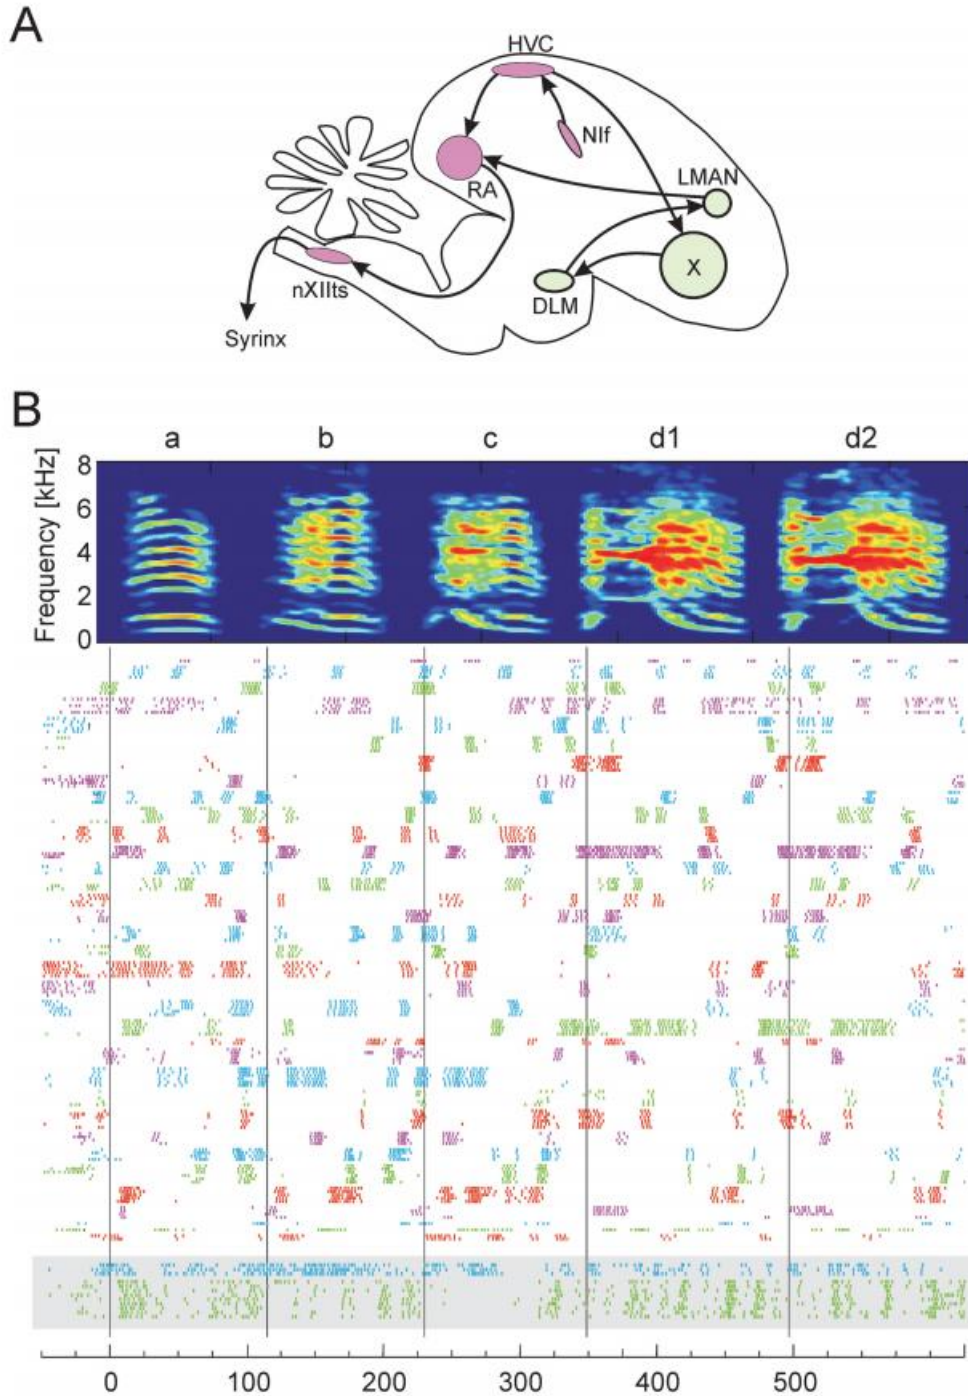 A
HVC
NIf
LMAN
RA
X
nXIIts
DLM
Syrinx
B
a b c d1 d2
Frequency [kHz]
8
6
4
2
0
0 100 200 300 400 500